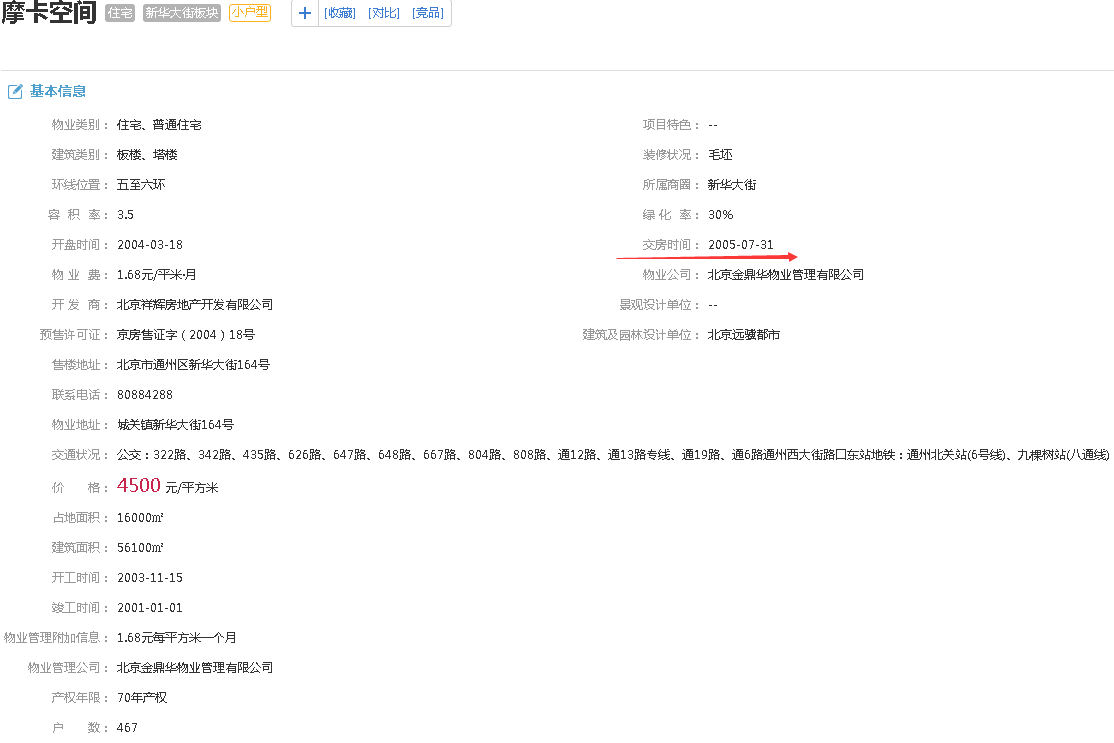 摩卡空间 住宅 新华大街板块 小户型 + [收藏] [对比] [竞品]
基本信息
物业类别： 住宅、普通住宅 项目特色： --
建筑类别： 板楼、塔楼 装修状况： 毛坯
环线位置： 五至六环 所属商圈： 新华大街
容 积 率： 3.5 绿 化 率： 30%
开盘时间： 2004-03-18 交房时间： 2005-07-31
物 业 费： 1.68元/平米·月 物业公司： 北京金鼎华物业管理有限公司
开 发 商： 北京祥辉房地产开发有限公司 景观设计单位： --
预售许可证： 京房售证字（2004）18号 建筑及园林设计单位： 北京远骥都市
售楼地址： 北京市通州区新华大街164号
联系电话： 80884288
物业地址： 城关镇新华大街164号
交通状况： 公交：322路、342路、435路、626路、647路、648路、667路、804路、808路、通12路、通13路专线、通19路、通6路通州西大街路口东站地铁：通州北关站(6号线)、九棵树站(八通线)
价 格： 4500 元/平方米
占地面积： 16000㎡
建筑面积： 56100㎡
开工时间： 2003-11-15
竣工时间： 2001-01-01
物业管理附加信息： 1.68元每平方米一个月
物业管理公司： 北京金鼎华物业管理有限公司
产权年限： 70年产权
户 数： 467